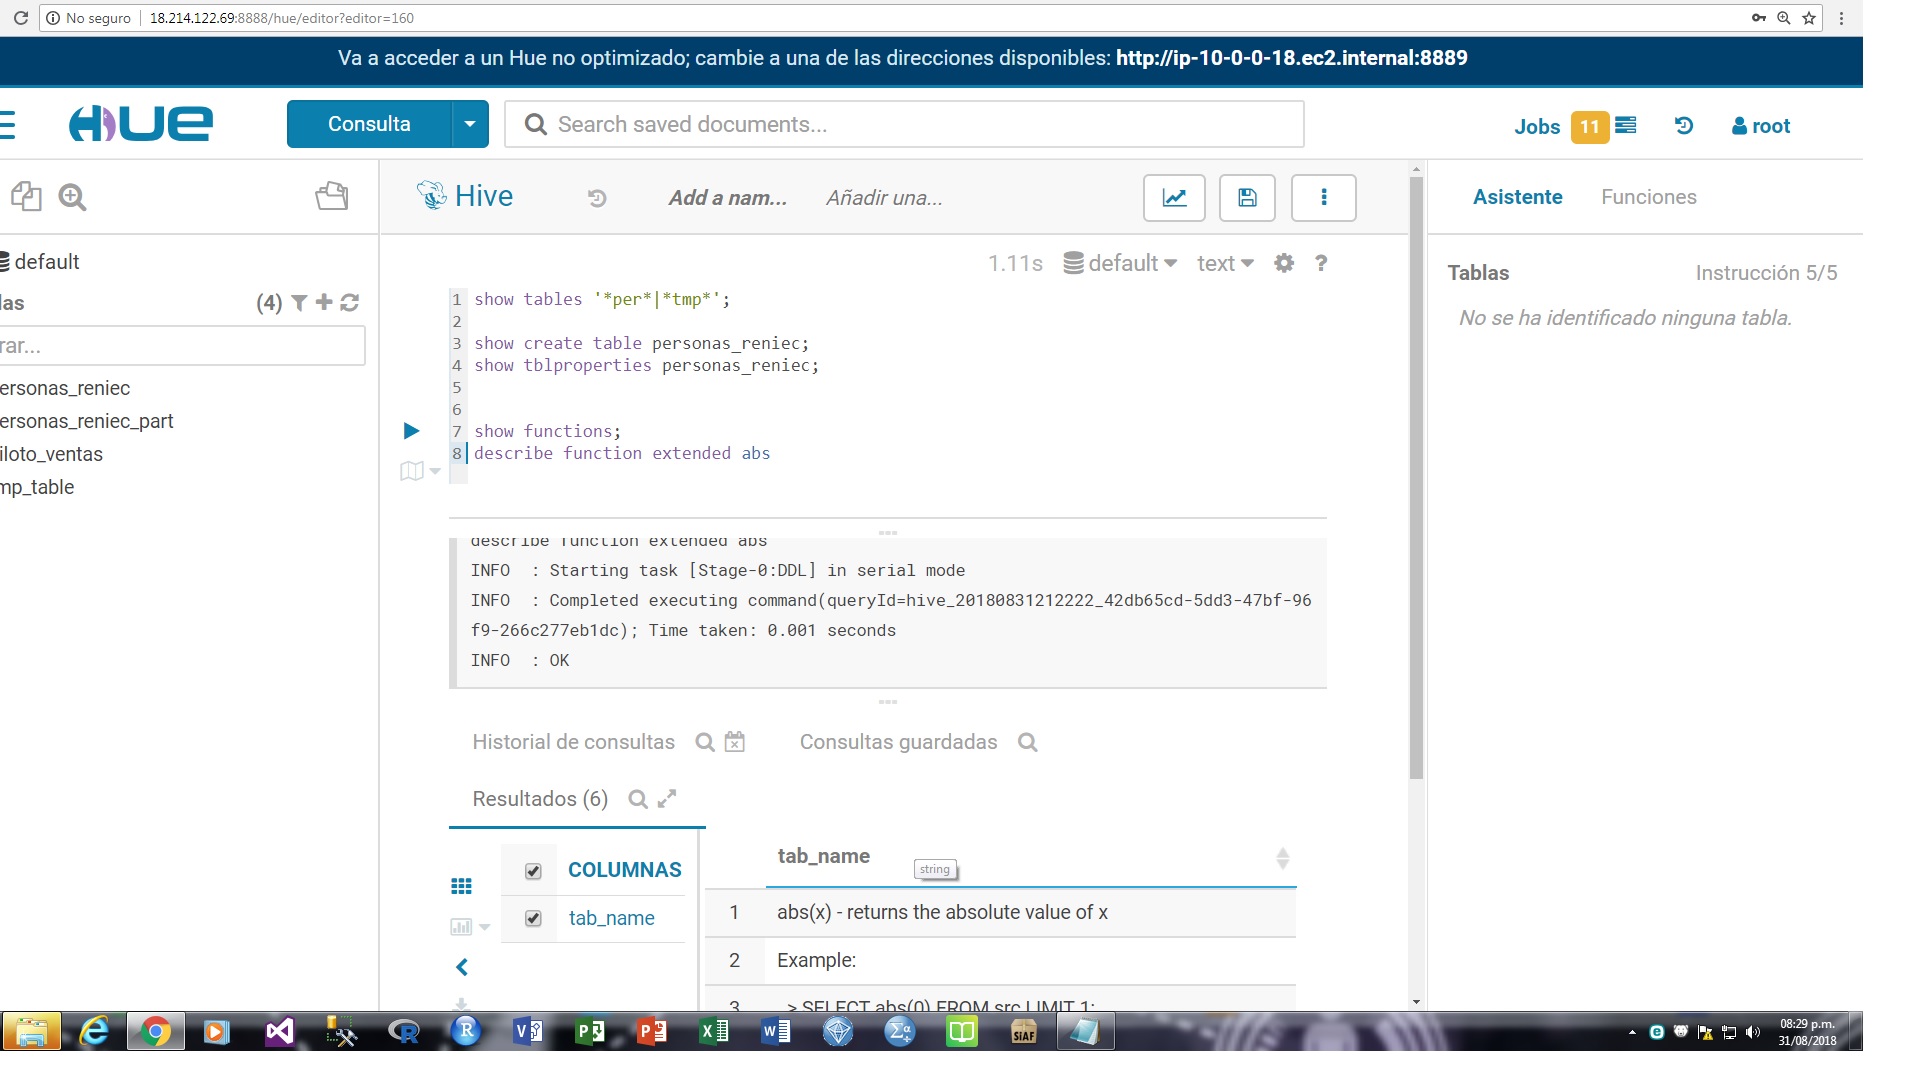 No seguro 18.214.122.69:8888/hue/editor?editor=160
Va a acceder a un Hue no optimizado; cambie a una de las direcciones disponibles: http://ip-10-0-0-18.ec2.internal:8889
HUE Consulta Search saved documents... Jobs 11 root
Hive Add a nam... Añadir una... Asistente Funciones
default
1.11s default text ?
Tablas Instrucción 5/5
las (4)
No se ha identificado ninguna tabla.
rar...
ersonas_reniec
ersonas_reniec_part
iloto_ventas
mp_table
1 show tables '*per*|*tmp*';
2
3 show create table personas_reniec;
4 show tblproperties personas_reniec;
5
6
7 show functions;
8 describe function extended abs
describe function extended abs
INFO  : Starting task [Stage-0:DDL] in serial mode
INFO  : Completed executing command(queryId=hive_20180831212222_42db65cd-5dd3-47bf-96
f9-266c277eb1dc); Time taken: 0.001 seconds
INFO  : OK
Historial de consultas Consultas guardadas
Resultados (6)
COLUMNAS
tab_name
tab_name
string
1 abs(x) - returns the absolute value of x
2 Example:
3 > SELECT abs(0) FROM src LIMIT 1;
SIAF
08:29 p.m.
31/08/2018